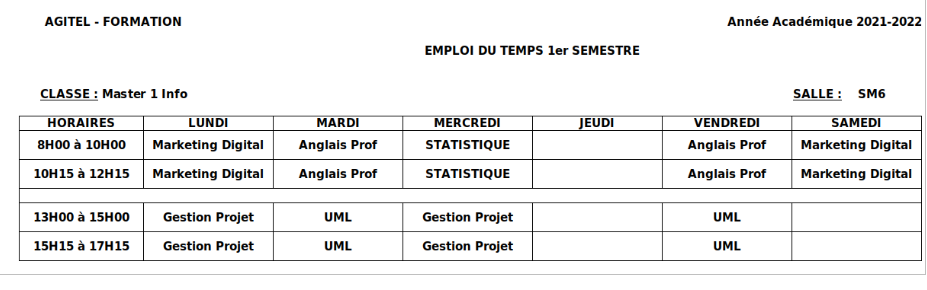 AGITEL - FORMATION Année Académique 2021-2022
EMPLOI DU TEMPS 1er SEMESTRE
CLASSE : Master 1 Info SALLE : SM6
HORAIRES LUNDI MARDI MERCREDI JEUDI VENDREDI SAMEDI
8H00 à 10H00 Marketing Digital Anglais Prof STATISTIQUE Anglais Prof Marketing Digital
10H15 à 12H15 Marketing Digital Anglais Prof STATISTIQUE Anglais Prof Marketing Digital
13H00 à 15H00 Gestion Projet UML Gestion Projet UML
15H15 à 17H15 Gestion Projet UML Gestion Projet UML